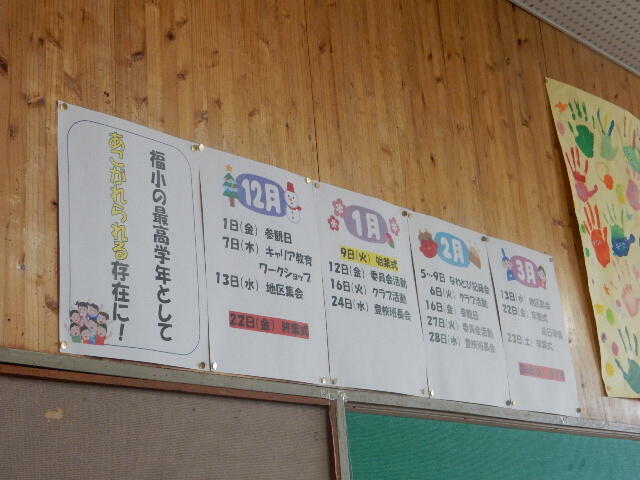 福小の最高学年として
あこがれられる存在に！
12月
1日(金) 参観日
7日(木) キャリア教育
ワークショップ
13日(水) 地区集会
22日(金) 終業式
1月
9日(火) 始業式
12日(金) 委員会活動
16日(火) クラブ活動
24日(水) 登校班長会
2月
5～9日 なわとび記録会
6日(火) クラブ活動
16日(金) 参観日
27日(火) 委員会活動
28日(水) 登校班長会
3月
13日(水) 地区集会
22日(金) 卒業式
23日(土) 卒業式